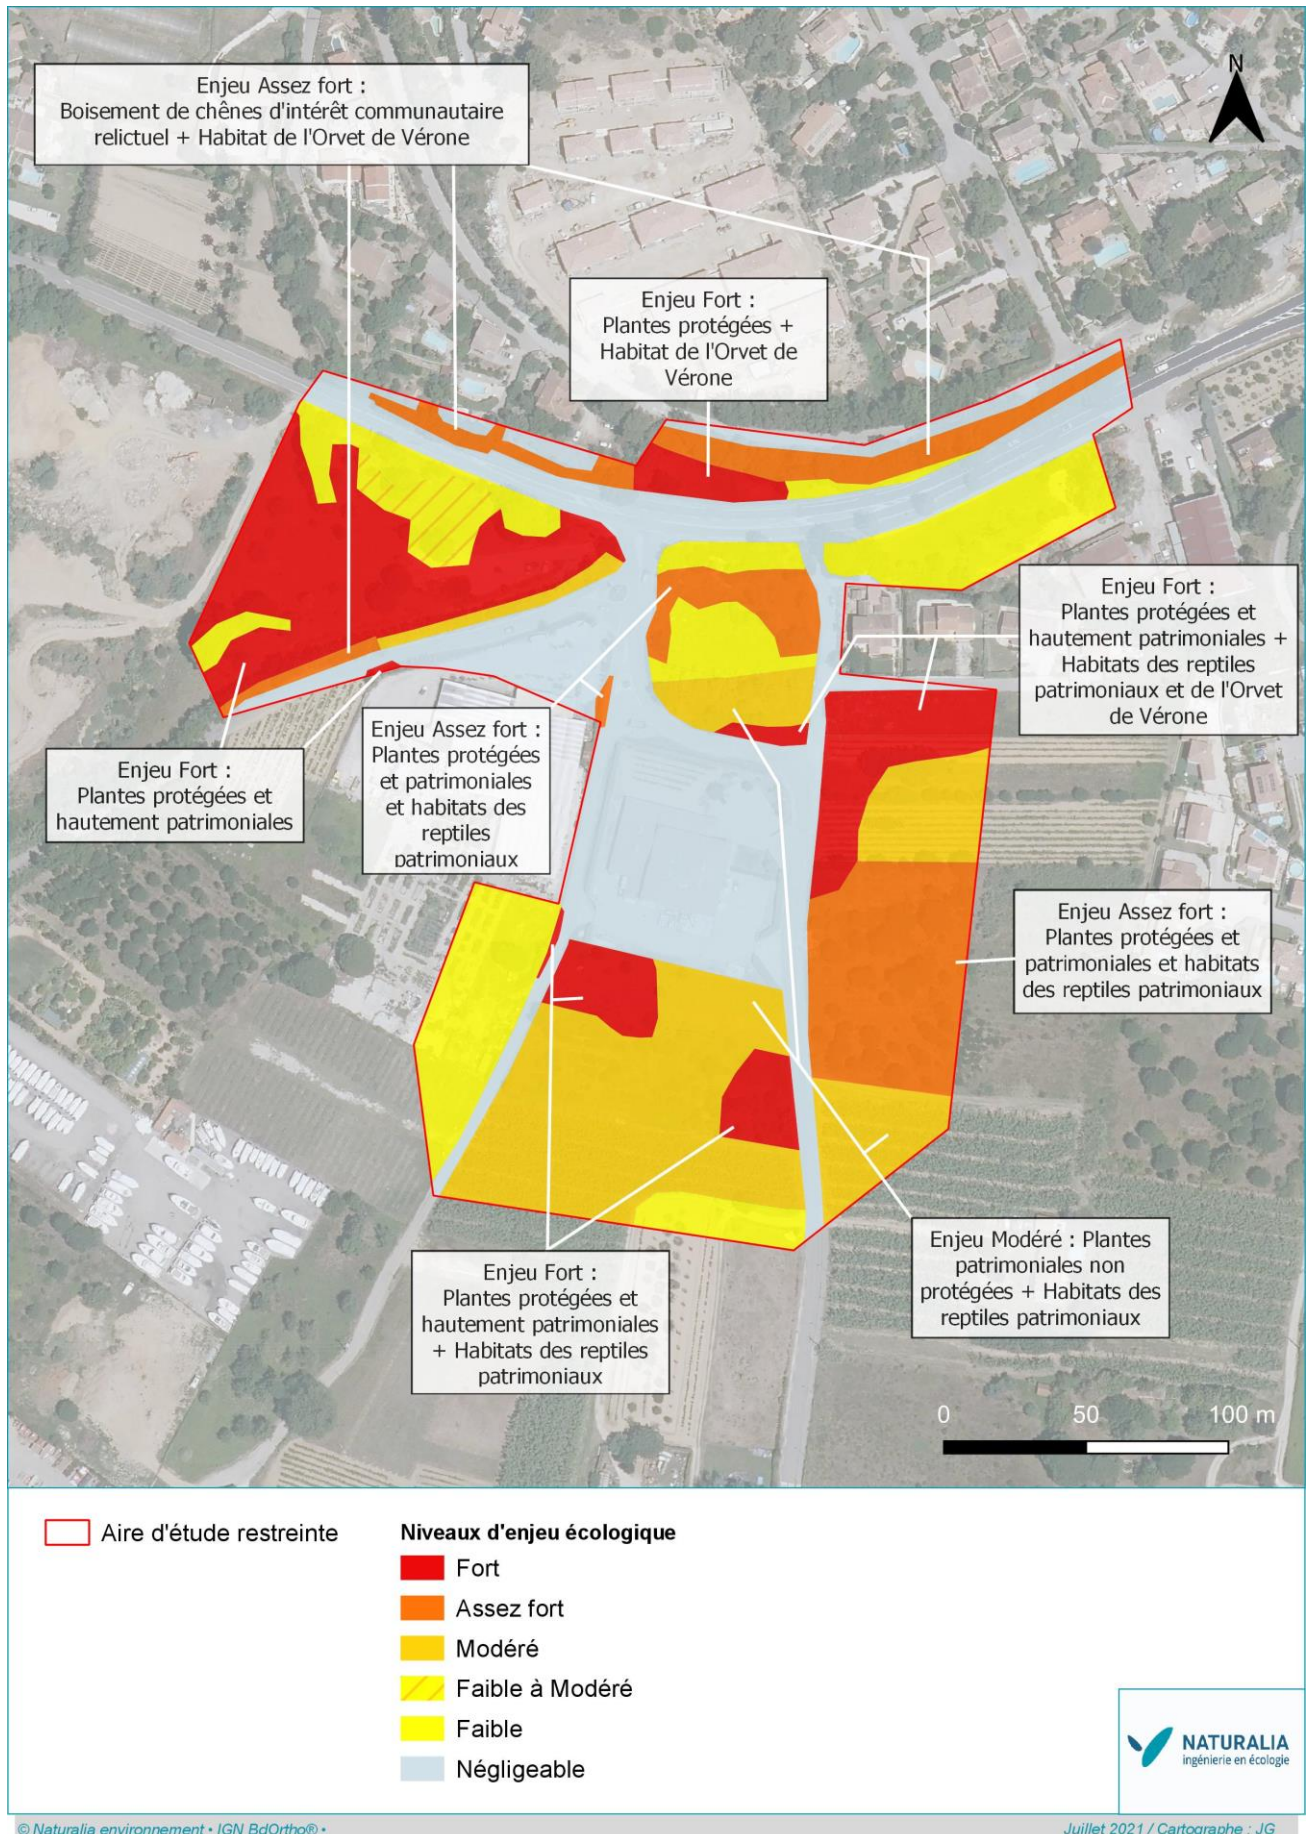 N
Enjeu Assez fort :
Boisement de chênes d'intérêt communautaire
relictuel + Habitat de l'Orvet de Vérone
Enjeu Fort :
Plantes protégées +
Habitat de l'Orvet de
Vérone
Enjeu Fort :
Plantes protégées et
hautement patrimoniales +
Habitats des reptiles
patrimoniaux et de l'Orvet
de Vérone
Enjeu Assez fort :
Plantes protégées
et patrimoniales
et habitats des
reptiles
patrimoniaux
Enjeu Fort :
Plantes protégées et
hautement patrimoniales
Enjeu Assez fort :
Plantes protégées et
patrimoniales et habitats
des reptiles patrimoniaux
Enjeu Modéré : Plantes
patrimoniales non
protégées + Habitats des
reptiles patrimoniaux
Enjeu Fort :
Plantes protégées et
hautement patrimoniales
+ Habitats des reptiles
patrimoniaux
0 50 100 m
Aire d'étude restreinte
Niveaux d'enjeu écologique
Fort
Assez fort
Modéré
Faible à Modéré
Faible
Négligeable
NATURALIA
ingénierie en écologie
© Naturalia environnement • IGN BdOrtho® •
Juillet 2021 / Cartographe : JG